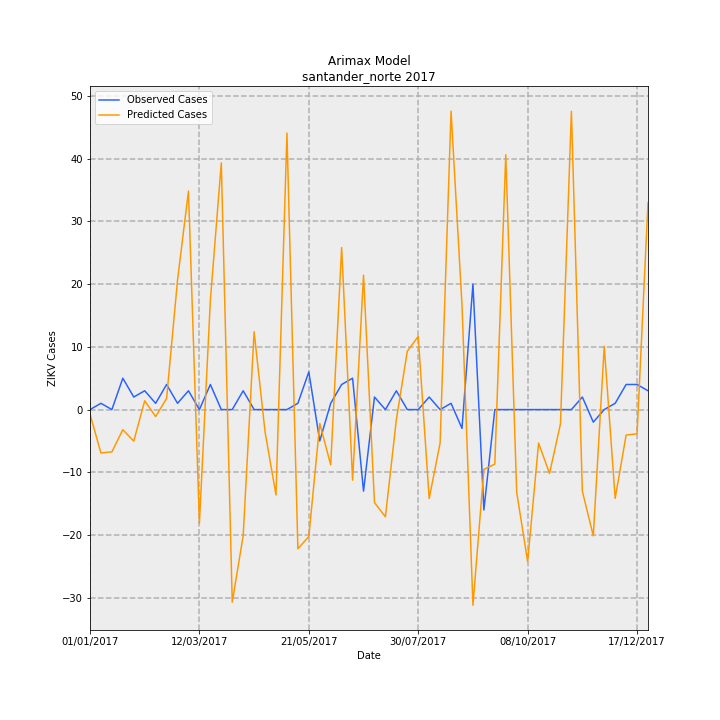 Arimax Model
santander_norte 2017
Observed Cases
Predicted Cases
50
40
30
20
10
0
−10
−20
−30
ZIKV Cases
01/01/2017
12/03/2017
21/05/2017
30/07/2017
08/10/2017
17/12/2017
Date